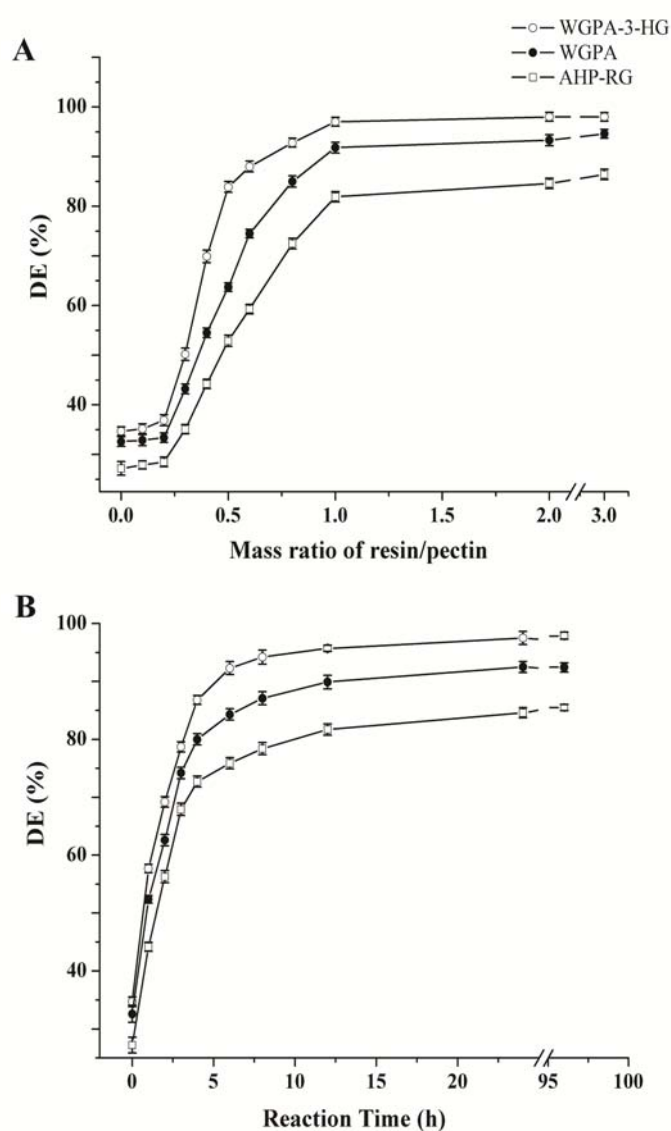 WGPA-3-HG
WGPA
AHP-RG
A
100
80
60
40
DE (%)
0.0 0.5 1.0 1.5 2.0 3.0
Mass ratio of resin/pectin
B
100
80
60
40
DE (%)
0 5 10 15 20 95 100
Reaction Time (h)